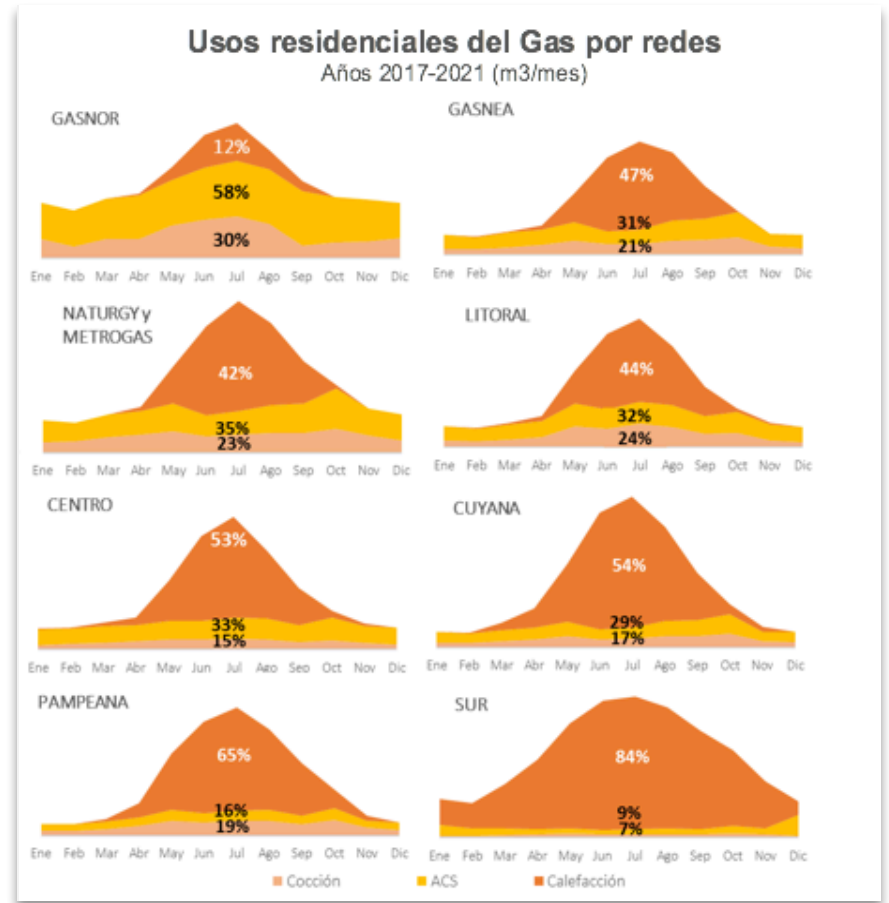 Usos residenciales del Gas por redes
Años 2017-2021 (m3/mes)
GASNOR
12%
58%
30%
Ene Feb Mar Abr May Jun Jul Ago Sep Oct Nov Dic
GASNEA
47%
31%
21%
Ene Feb Mar Abr May Jun Jul Ago Sep Oct Nov Dic
NATURGY y
METROGAS
42%
35%
23%
Ene Feb Mar Abr May Jun Jul Ago Sep Oct Nov Dic
LITORAL
44%
32%
24%
Ene Feb Mar Abr May Jun Jul Ago Sep Oct Nov Dic
CENTRO
53%
33%
15%
Ene Feb Mar Abr May Jun Jul Ago Sep Oct Nov Dic
CUYANA
54%
29%
17%
Ene Feb Mar Abr May Jun Jul Ago Sep Oct Nov Dic
PAMPEANA
65%
16%
19%
Ene Feb Mar Abr May Jun Jul Ago Sep Oct Nov Dic
SUR
84%
9%
7%
Ene Feb Mar Abr May Jun Jul Ago Sep Oct Nov Dic
Cocción ACS Calefacción